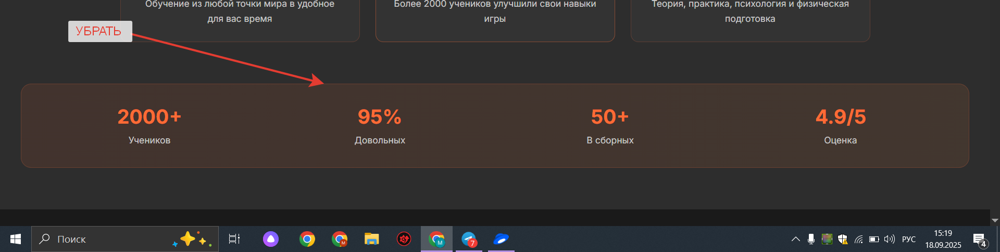 Обучение из любой точки мира в удобное
для вас время
Более 2000 учеников улучшили свои навыки
игры
Теория, практика, психология и физическая
подготовка
УБРАТЬ
2000+
Учеников
95%
Довольных
50+
В сборных
4.9/5
Оценка
Поиск
M
M
7
РУС
15:19
18.09.2025
4